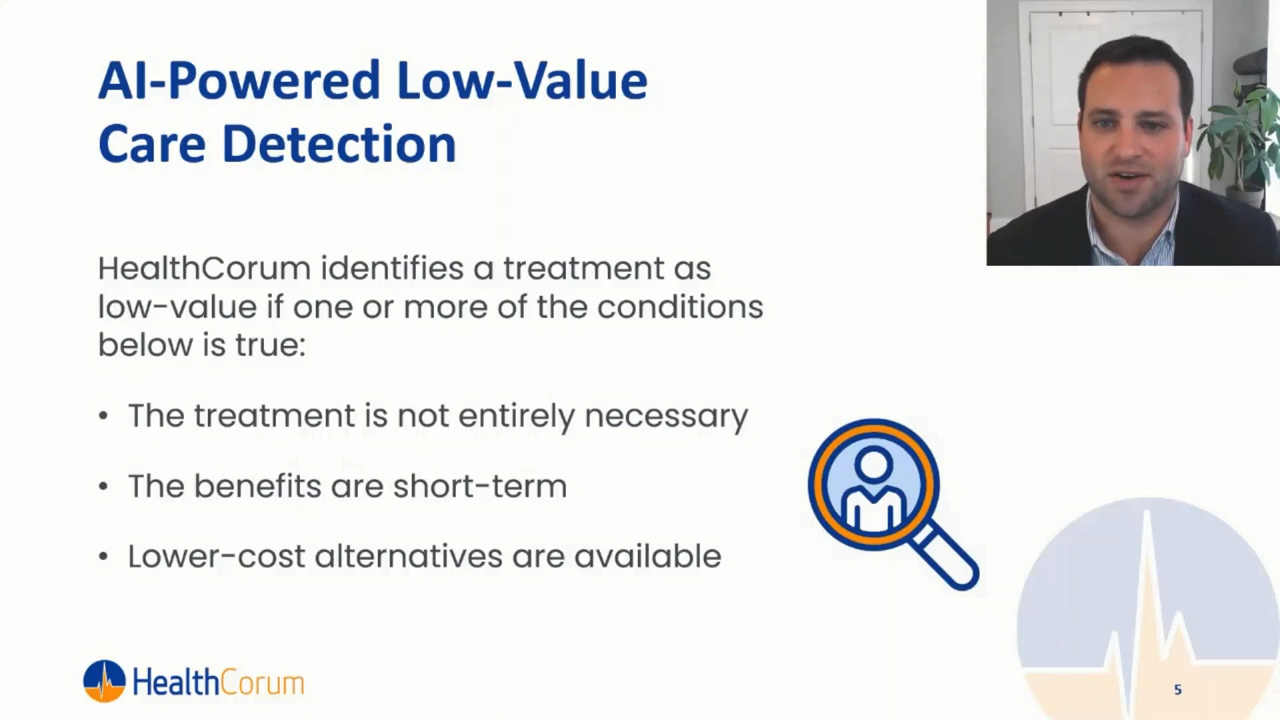 AI-Powered Low-Value
Care Detection
HealthCorum identifies a treatment as
low-value if one or more of the conditions
below is true:
• The treatment is not entirely necessary
• The benefits are short-term
• Lower-cost alternatives are available
HealthCorum
5